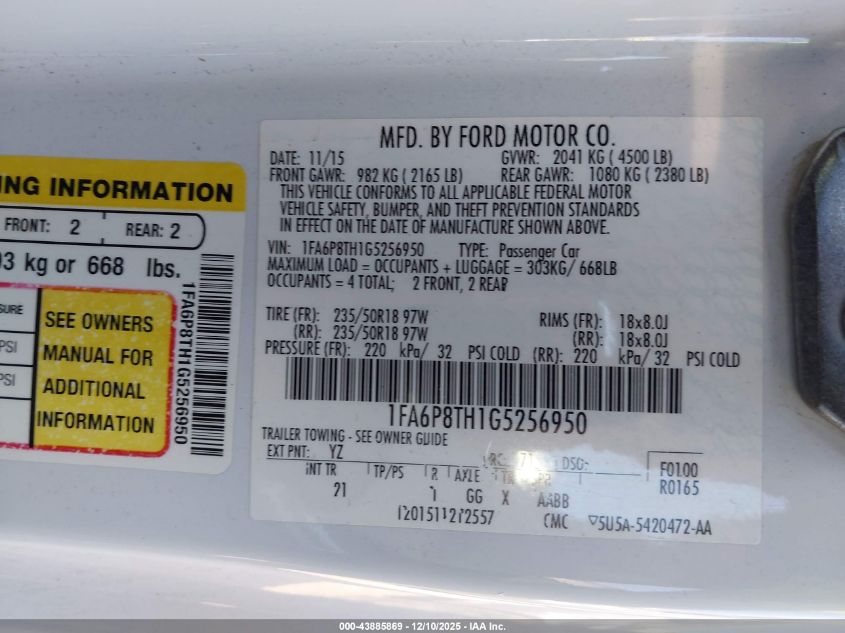 NG INFORMATION
FRONT: 2 REAR: 2
93 kg or 668 lbs.
SURE
PSI
PSI
SEE OWNERS
MANUAL FOR
ADDITIONAL
INFORMATION
1FA6P8TH1G5256950
MFD. BY FORD MOTOR CO.
DATE: 11/15 GVWR: 2041 KG ( 4500 LB)
FRONT GAWR: 982 KG ( 2165 LB) REAR GAWR: 1080 KG ( 2380 LB)
THIS VEHICLE CONFORMS TO ALL APPLICABLE FEDERAL MOTOR
VEHICLE SAFETY, BUMPER, AND THEFT PREVENTION STANDARDS
IN EFFECT ON THE DATE OF MANUFACTURE SHOWN ABOVE.
VIN: 1FA6P8TH1G5256950 TYPE: Passenger Car
MAXIMUM LOAD = OCCUPANTS + LUGGAGE = 303KG/ 668LB
OCCUPANTS = 4 TOTAL; 2 FRONT, 2 REAR
TIRE (FR): 235/50R18 97W RIMS (FR): 18x8.0J
(RR): 235/50R18 97W (RR): 18x8.0J
PRESSURE (FR): 220 kPa/ 32 PSI COLD (RR): 220 kPa/ 32 PSI COLD
1FA6P8TH1G5256950
TRAILER TOWING - SEE OWNER GUIDE
EXT PNT: YZ DSO: F0100
R0165
INT TR TP/PS R AXLE
21 GG X AABB
CMC 5U5A-5420472-AA
000-43885869 - 12/10/2025 - IAA Inc.